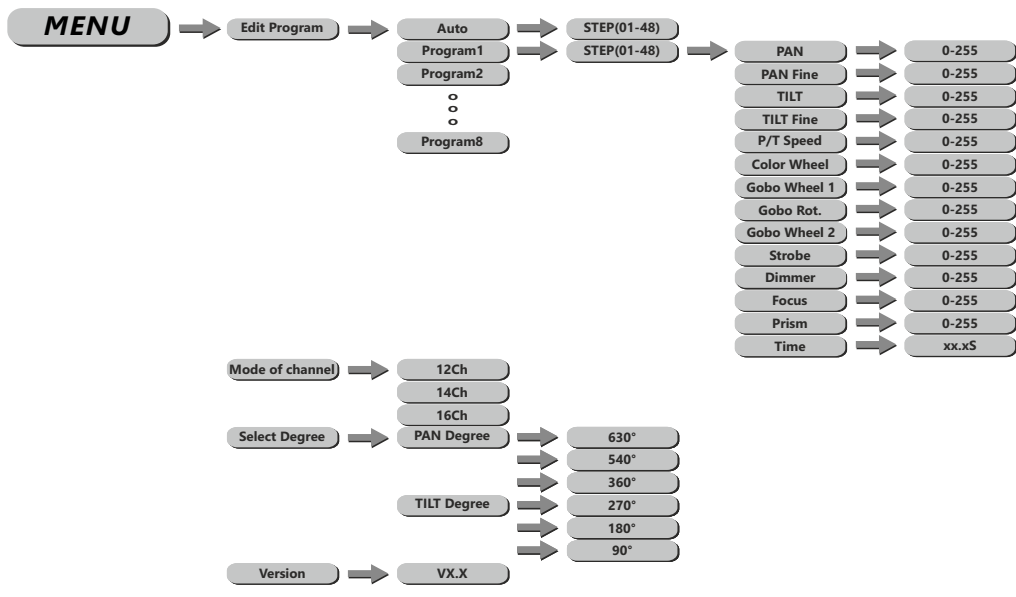 MENU Edit Program Auto STEP(01-48)
Program1 STEP(01-48) PAN 0-255
Program2 PAN Fine 0-255
TILT 0-255
TILT Fine 0-255
Program8 P/T Speed 0-255
Color Wheel 0-255
Gobo Wheel 1 0-255
Gobo Rot. 0-255
Gobo Wheel 2 0-255
Strobe 0-255
Dimmer 0-255
Focus 0-255
Prism 0-255
Time xx.xS
Mode of channel 12Ch
14Ch
16Ch
Select Degree PAN Degree 630°
540°
360°
TILT Degree 270°
180°
90°
Version VX.X